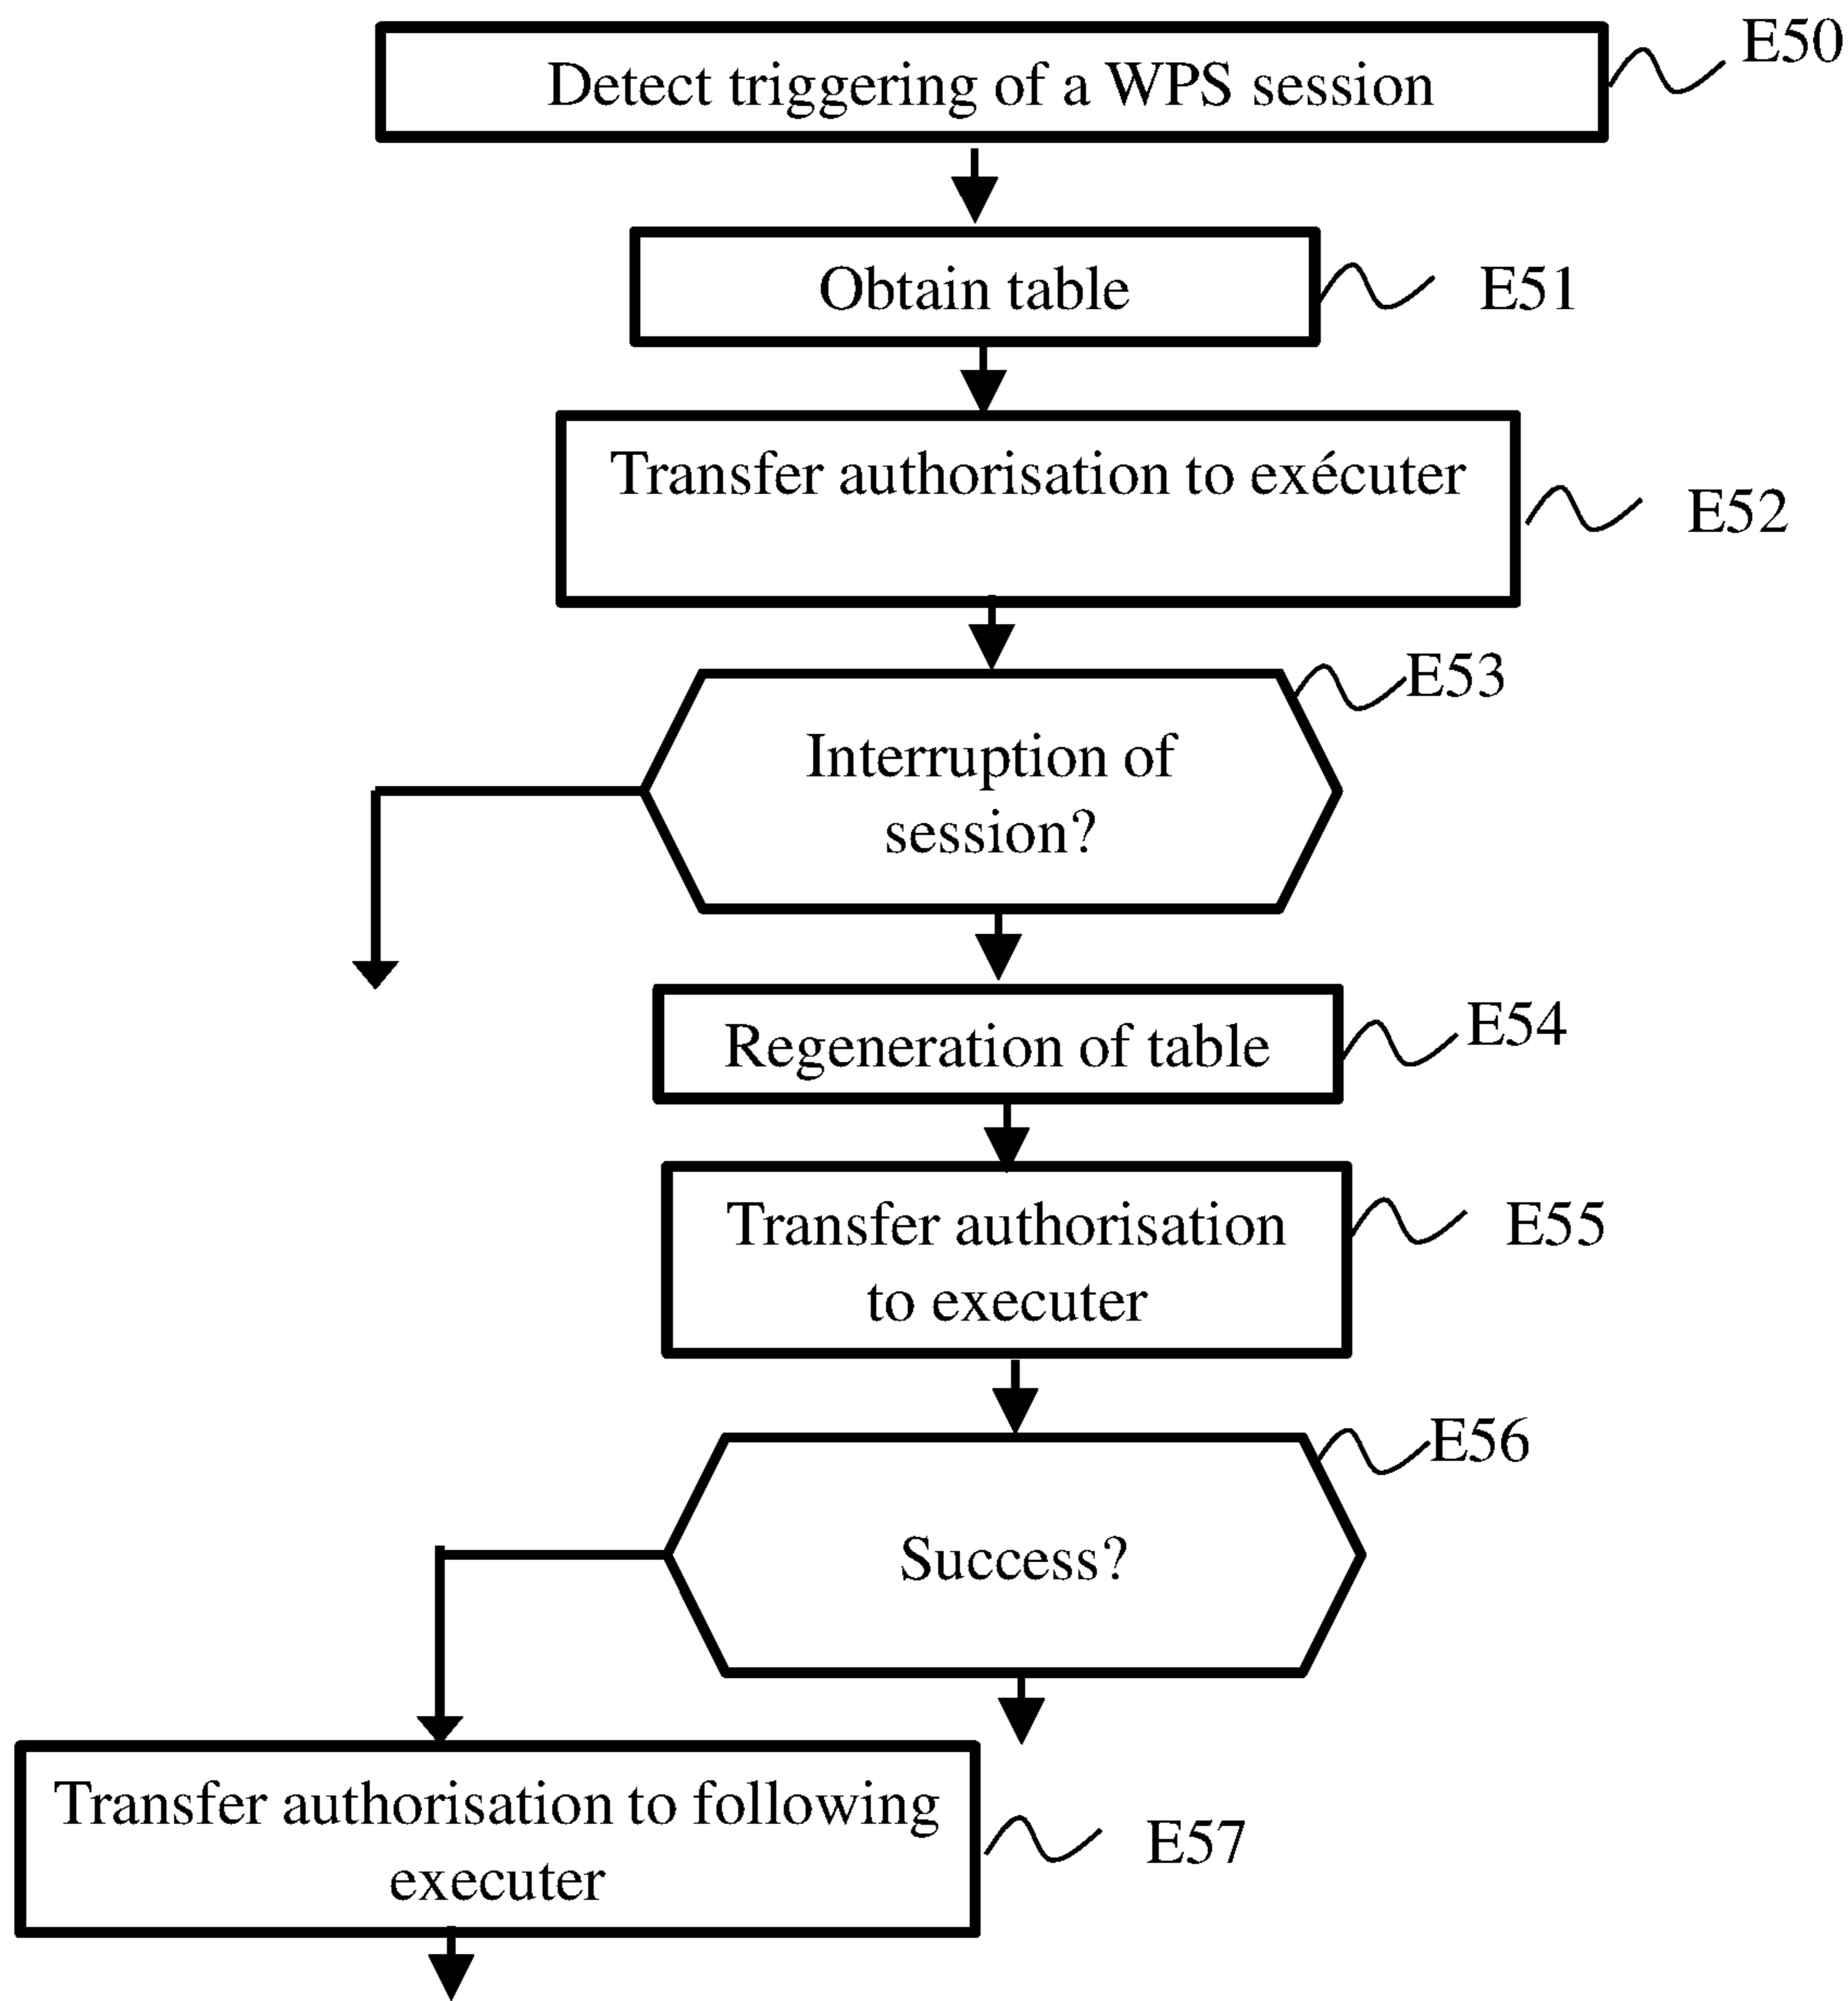 Detect triggering of a WPS session
E50
Obtain table
E51
Transfer authorisation to exécuter
E52
E53
Interruption of
session?
E54
Regeneration of table
Transfer authorisation
to executer
E55
E56
Success?
Transfer authorisation to following
executer
E57